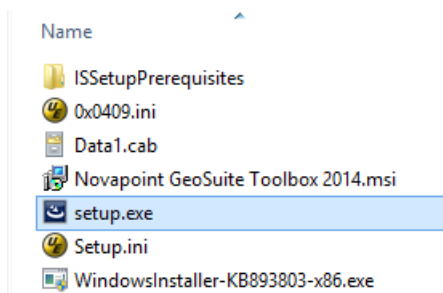 Name
ISSetupPrerequisites
0x0409.ini
Data1.cab
Novapoint GeoSuite Toolbox 2014.msi
setup.exe
Setup.ini
WindowsInstaller-KB893803-x86.exe